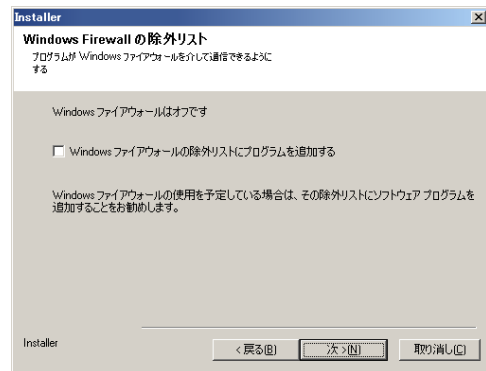 Installer
Windows Firewall の除外リスト
プログラムが Windows ファイアウォールを介して通信できるように
する
Windows ファイアウォールはオフです
Windows ファイアウォールの除外リストにプログラムを追加する
Windows ファイアウォールの使用を予定している場合は、その除外リストにソフトウェア プログラムを
追加することをお勧めします。
Installer
< 戻る(B)
次 >(N)
取り消し(C)